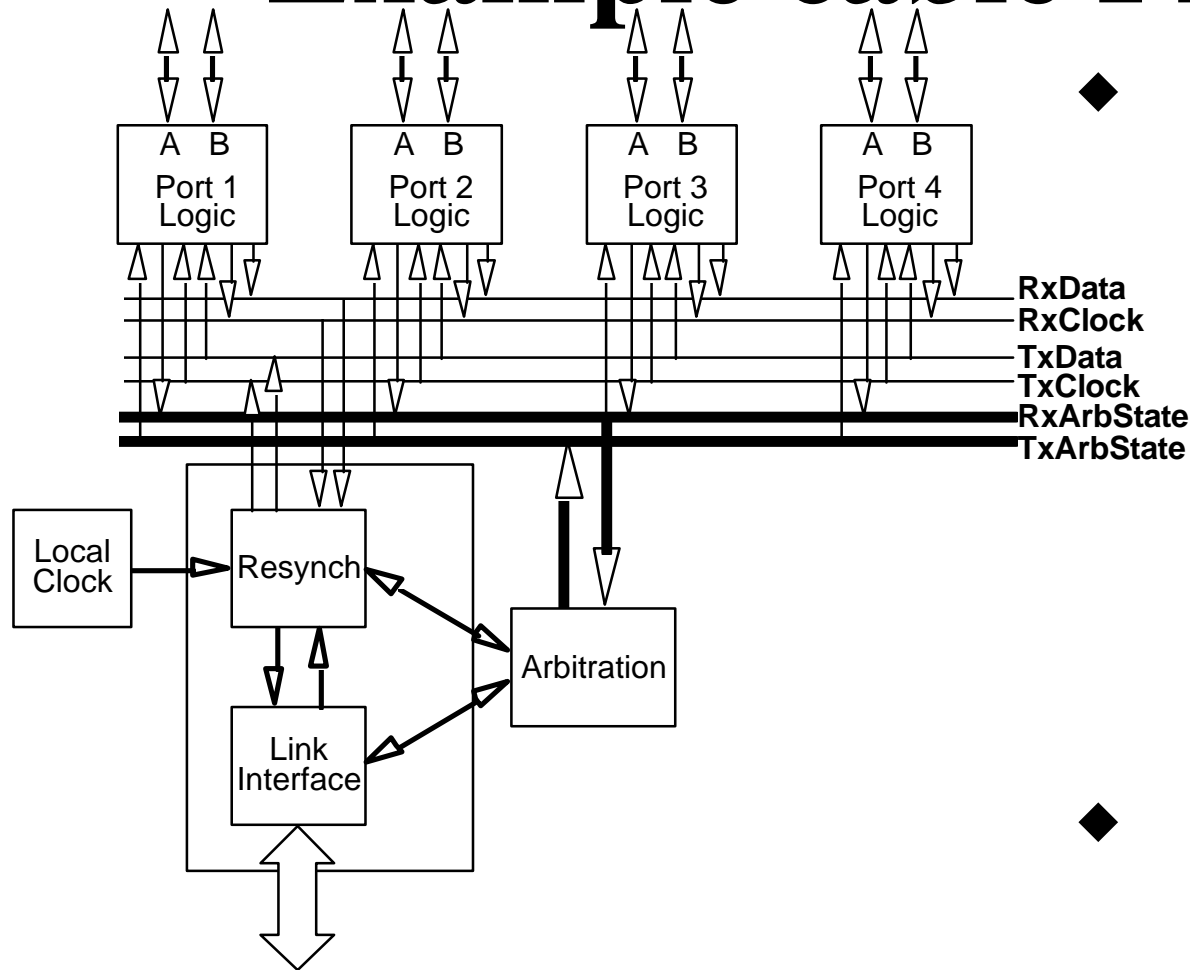 A B
Port 1
Logic
A B
Port 2
Logic
A B
Port 3
Logic
A B
Port 4
Logic
RxData
RxClock
TxData
TxClock
RxArbState
TxArbState
Local
Clock
Resynch
Arbitration
Link
Interface